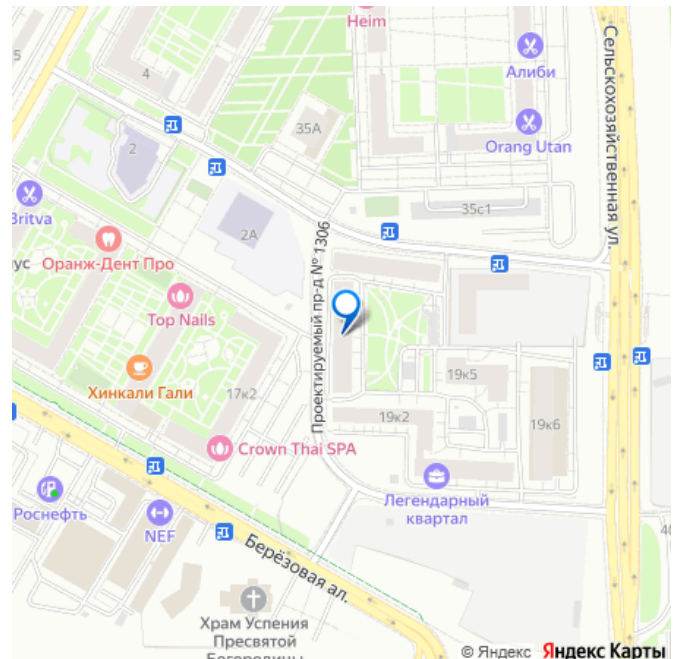 Heim
5
4
Алиби
35А
Orang Utan
2
Britva
35с1
2А
ус
Оранж-Дент Про
Сельскохозяйственная ул.
Проектируемый пр-д № 1306
Top Nails
Хинкали Гали
17к2
19к5
19к2
19к6
Crown Thai SPA
Легендарный
квартал
Роснефть
NEF
Берёзовая ал.
Храм Успения
Пресвятой
Богородицы
© Яндекс Яндекс Карты